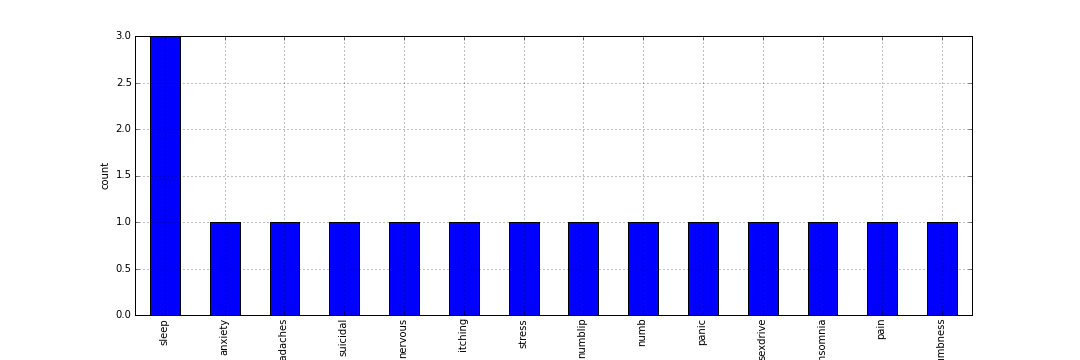 3.0
2.5
2.0
1.5
1.0
0.5
0.0
count
sleep
anxiety
adaches
suicidal
nervous
itching
stress
numblip
numb
panic
sexdrive
nsomnia
pain
mbness